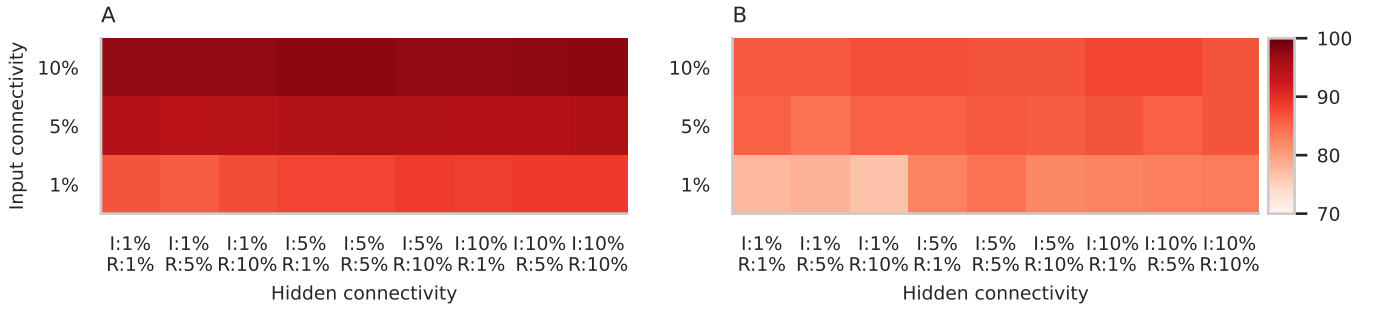 A
B
Input connectivity
10%
5%
1%
10%
5%
1%
100
90
80
70
I:1% I:1% I:1% I:5% I:5% I:5% I:10% I:10% I:10%
R:1% R:5% R:10% R:1% R:5% R:10% R:1% R:5% R:10%
Hidden connectivity
I:1% I:1% I:1% I:5% I:5% I:5% I:10% I:10% I:10%
R:1% R:5% R:10% R:1% R:5% R:10% R:1% R:5% R:10%
Hidden connectivity